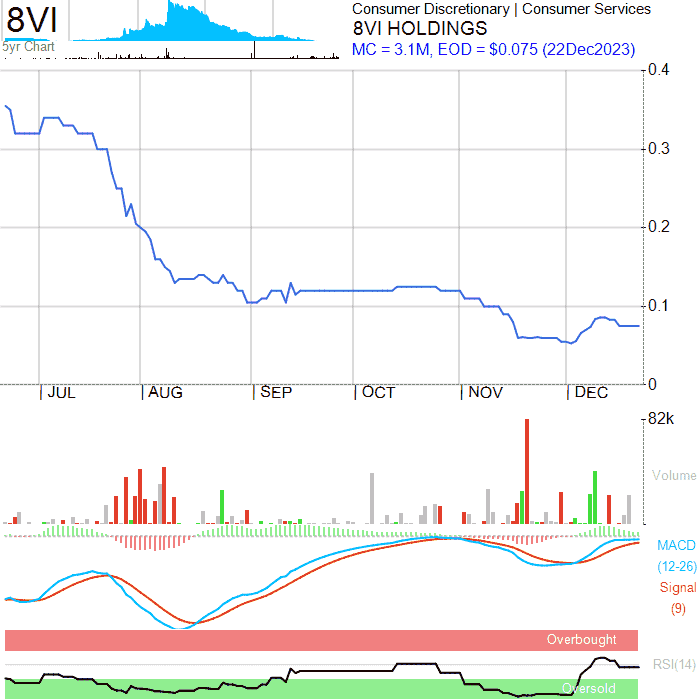 8VI
5yr Chart
Consumer Discretionary | Consumer Services
8VI HOLDINGS
MC = 3.1M, EOD = $0.075 (22Dec2023)
0.4
0.3
0.2
0.1
0
| JUL | AUG | SEP | OCT | NOV | DEC
82k
Volume
MACD
(12-26)
Signal
(9)
Overbought
RSI(14)
Oversold